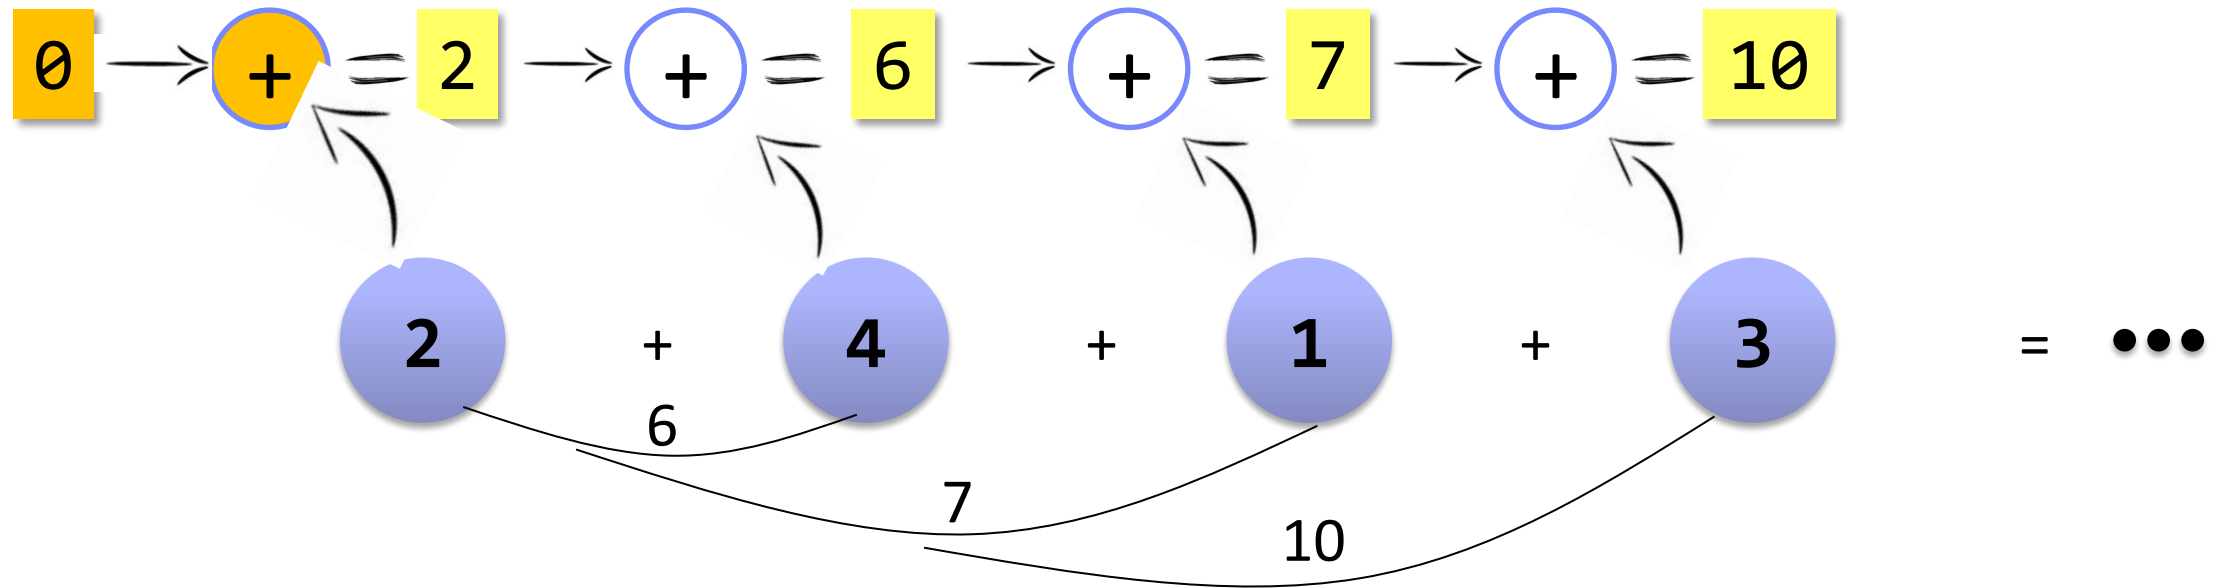 0 + = 2 + = 6 + = 7 + = 10
2 + 4 + 1 + 3 = •••
6
7
10